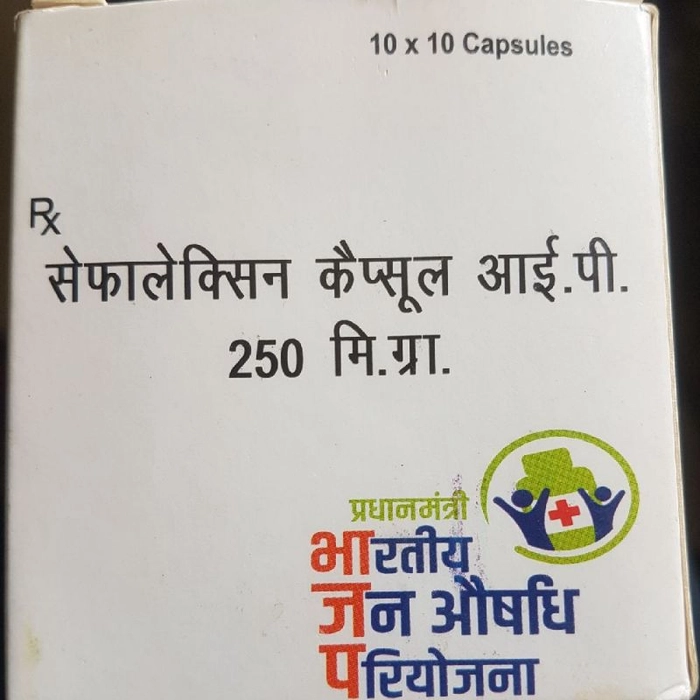 10 x 10 Capsules
Rx
सेफालेक्सिन कैप्सूल आई.पी.
250 मि.ग्रा.
प्रधानमंत्री
भारतीय
जन औषधि
परियोजना